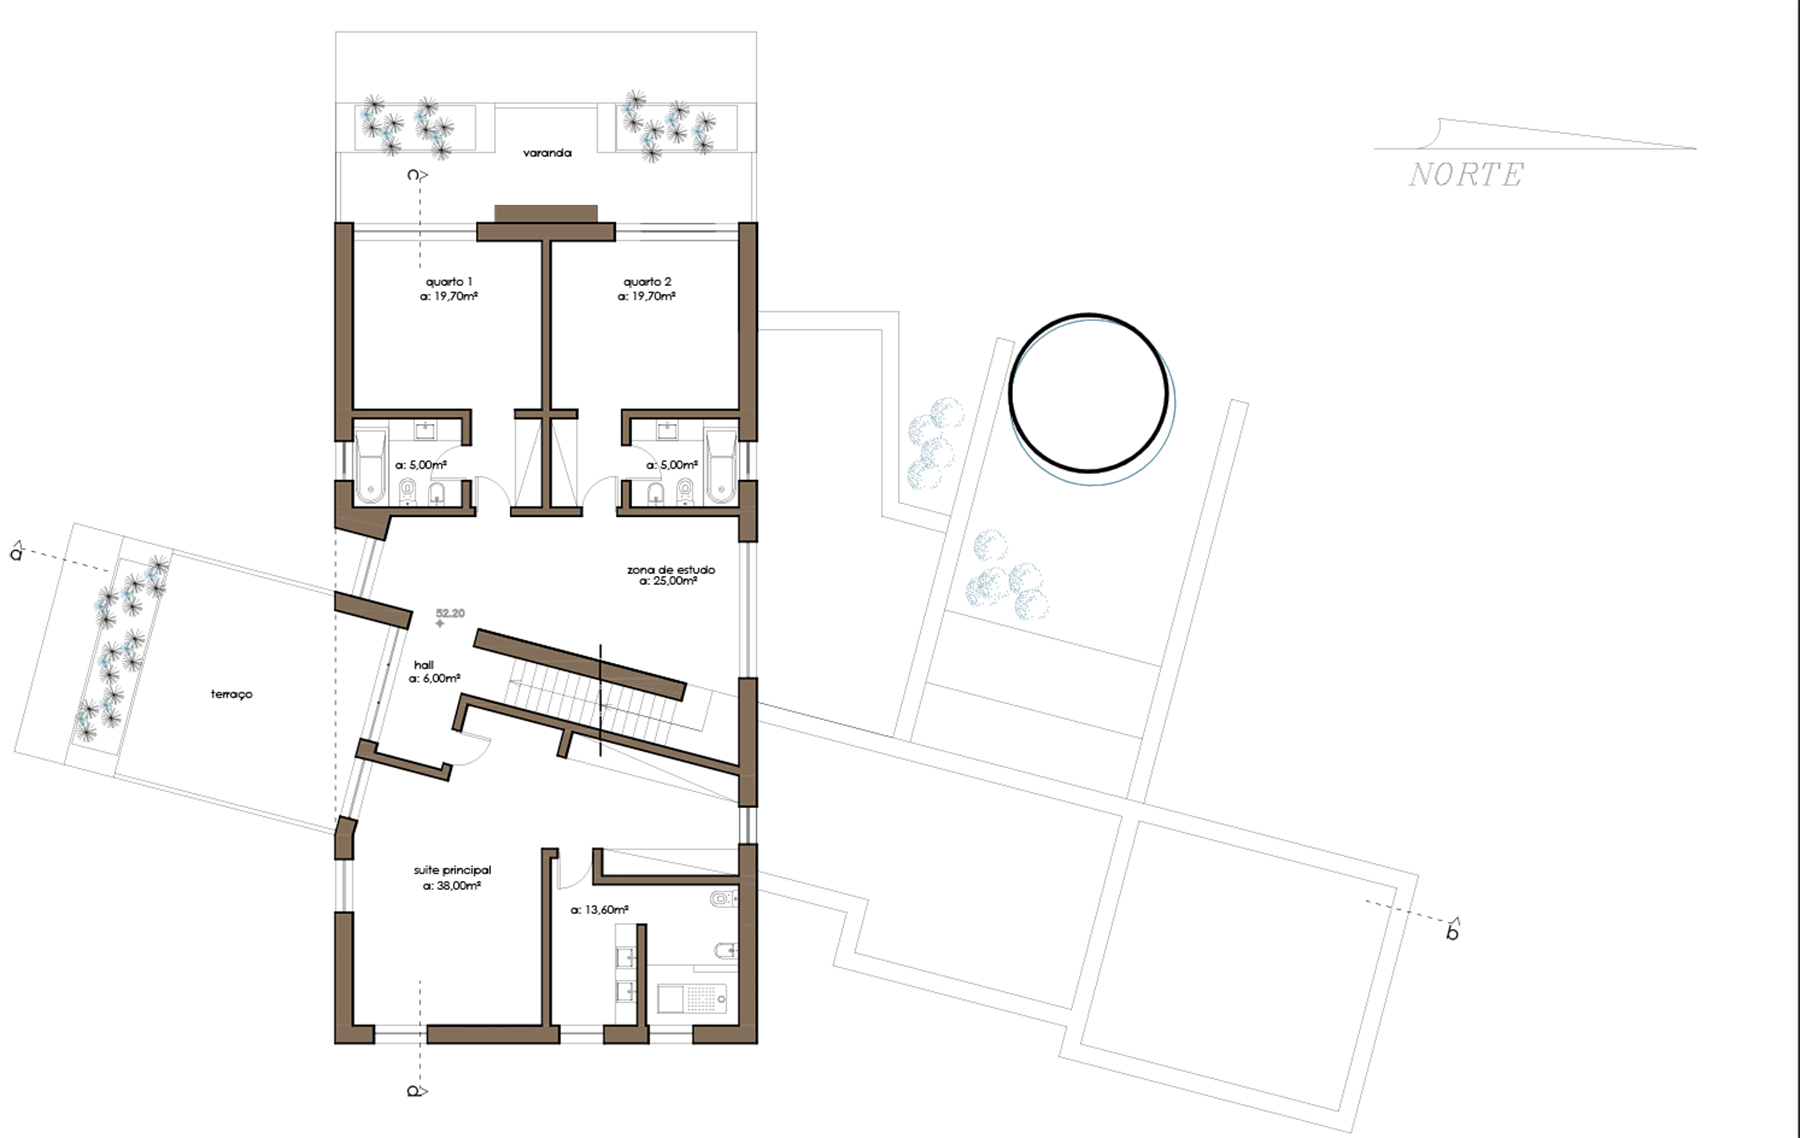 varanda
c
NORTE
quarto 1
a: 19,70m²
quarto 2
a: 19,70m²
a: 5,00m²
a: 5,00m²
a
zona de estudo
a: 25,00m²
52.20
hall
a: 6,00m²
terraço
suite principal
a: 38,00m²
a: 13,60m²
b
d